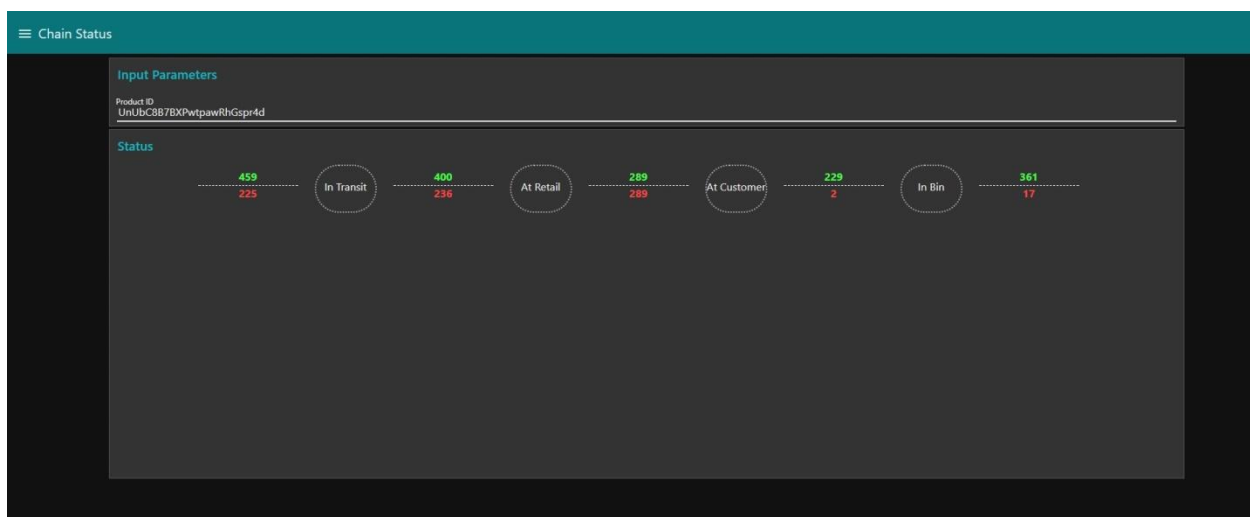 Chain Status
Input Parameters
Product ID
UnUbC8B7BXPwtpawRhGspr4d
Status
459 In Transit 400 At Retail 289 At Customer 229 In Bin 361
225 236 289 2 17